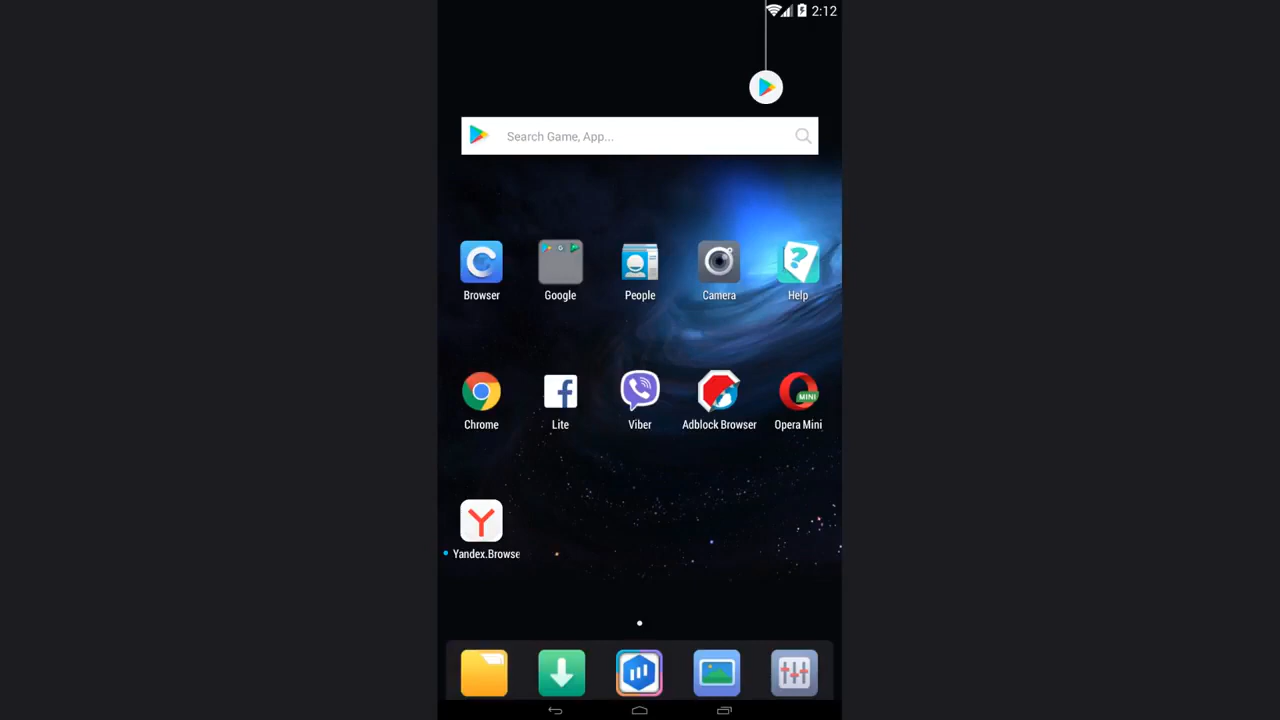 2:12
Search Game, App...
Browser
Google
People
Camera
Help
Chrome
Lite
Viber
Adblock Browser
MINI
Opera Mini
Yandex.Browse